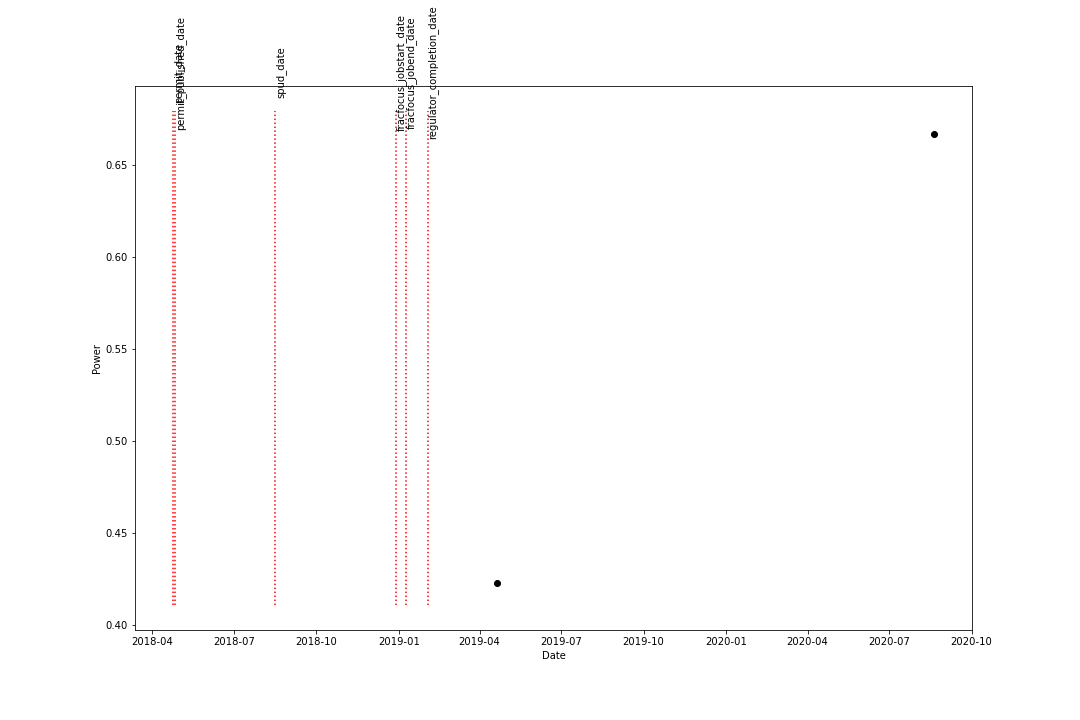 permit_date
permit_published_date
spud_date
fracfocus_jobstart_date
fracfocus_jobend_date
regulator_completion_date
0.65
0.60
0.55
0.50
0.45
0.40
Power
2018-04
2018-07
2018-10
2019-01
2019-04
2019-07
2019-10
2020-01
2020-04
2020-07
2020-10
Date